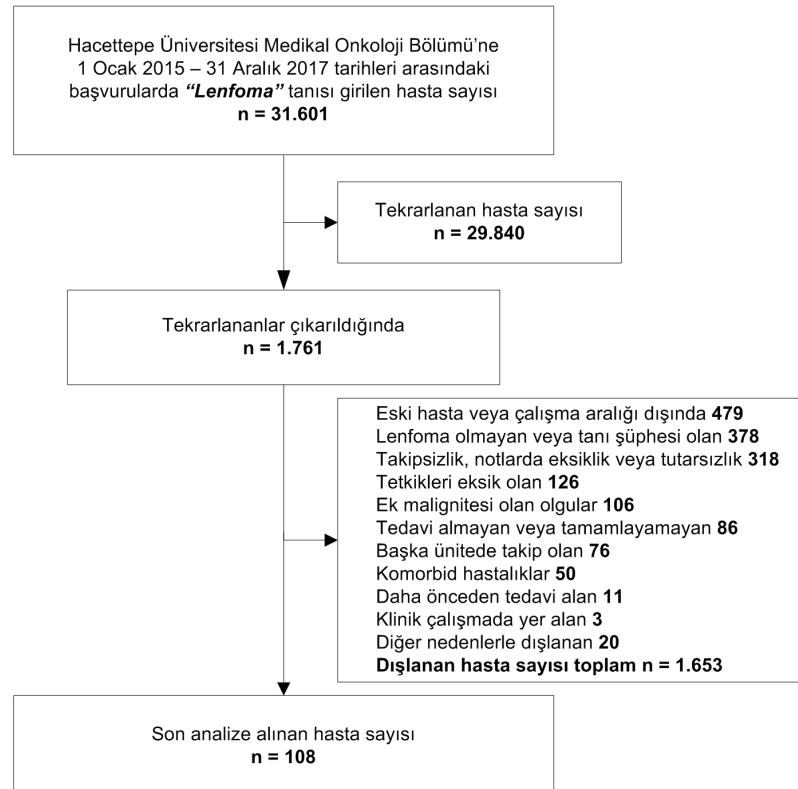 Hacettepe Üniversitesi Medikal Onkoloji Bölümü’ne
1 Ocak 2015 – 31 Aralık 2017 tarihleri arasındaki
başvurularda “Lenfoma” tanısı girilen hasta sayısı
n = 31.601
Tekrarlanan hasta sayısı
n = 29.840
Tekrarlananlar çıkarıldığında
n = 1.761
Eski hasta veya çalışma aralığı dışında 479
Lenfoma olmayan veya tanı şüphesi olan 378
Takipsizlik, notlarda eksiklik veya tutarsızlık 318
Tetkikleri eksik olan 126
Ek malignitesi olan olgular 106
Tedavi almayan veya tamamlayamayan 86
Başka ünitede takip olan 76
Komorbid hastalıklar 50
Daha önceden tedavi alan 11
Klinik çalışmada yer alan 3
Diğer nedenlerle dışlanan 20
Dışlanan hasta sayısı toplam n = 1.653
Son analize alınan hasta sayısı
n = 108